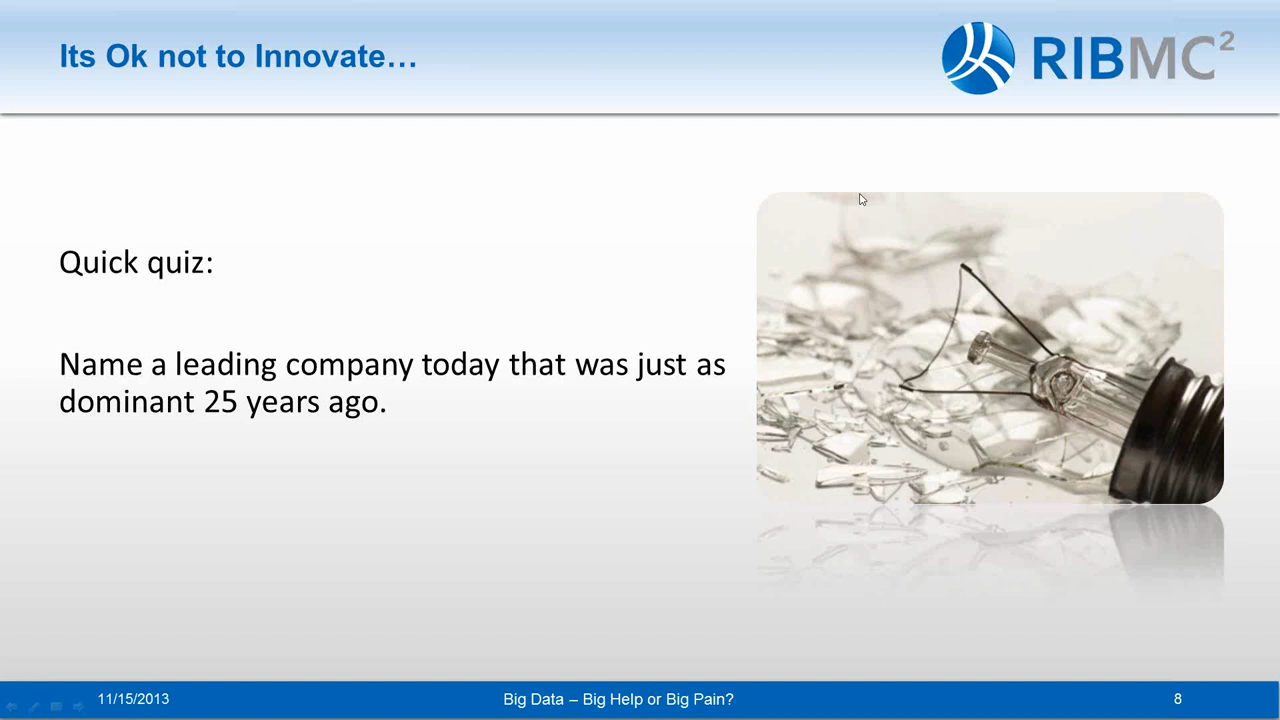 Its Ok not to Innovate…
RIBMC²
Quick quiz:
Name a leading company today that was just as
dominant 25 years ago.
11/15/2013
Big Data – Big Help or Big Pain?
8